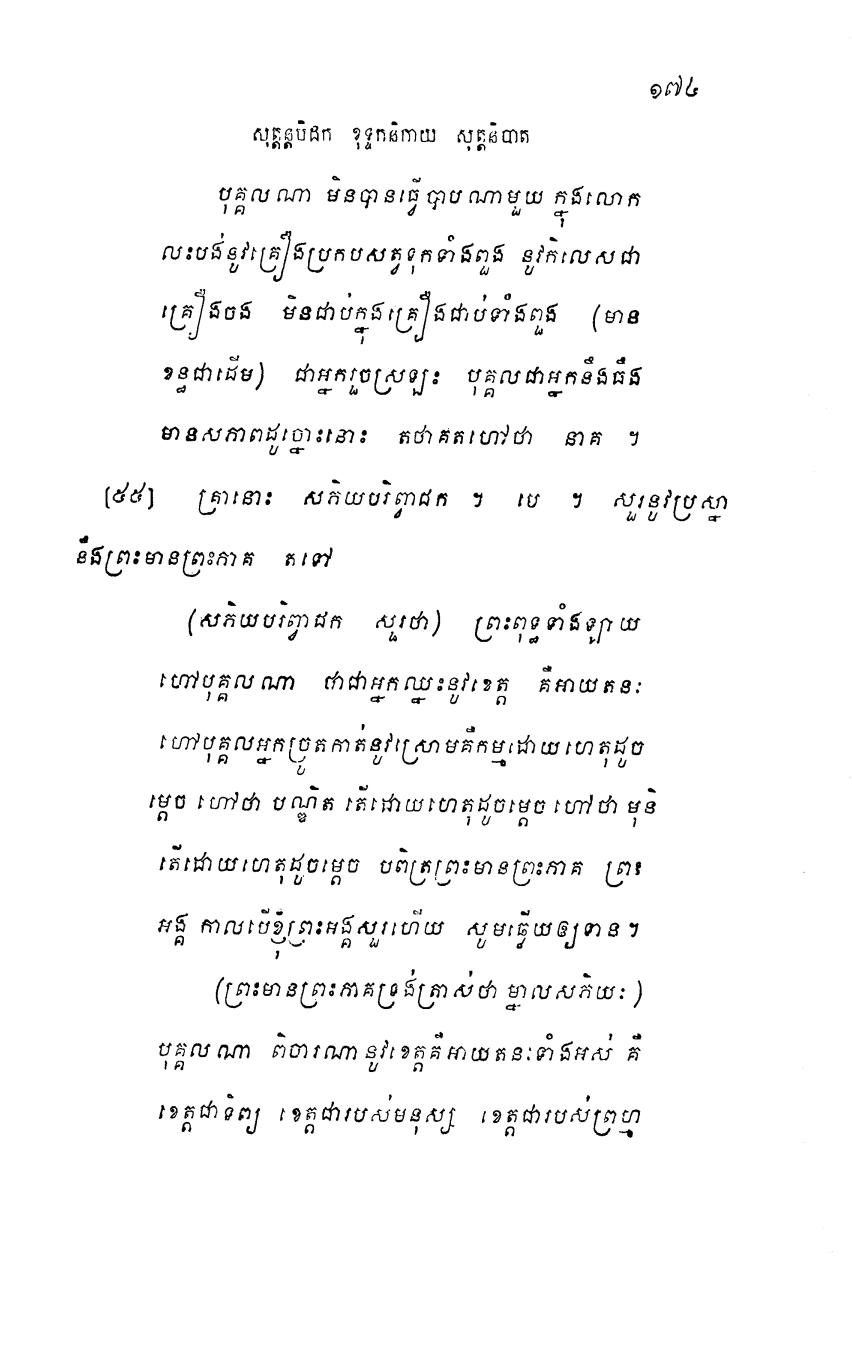 ១៧៤
សុត្តន្តបិដក ខុទ្ទកនិកាយ សុត្តនិបាត
បុគ្គលណា មិនបានធ្វើបាបណាមួយ ក្នុងលោក
លះបង់នូវគ្រឿងប្រកបសត្វទុកទាំងពួង នូវកិលេសជា
គ្រឿងចង មិនជាប់ក្នុងគ្រឿងជាប់ទាំងពួង (មាន
ខន្ធជាដើម) ជាអ្នករួចស្រឡះ បុគ្គលជាអ្នកនឹងធឹង
មានសភាពដូច្នោះនោះ តថាគតហៅថា នាគ ។
(៥៥) គ្រានោះ សភិយបរិព្វាជក ។ បេ ។ សួរនូវប្រស្នា
នឹងព្រះមានព្រះភាគ តទៅ
(សភិយបរិព្វាជក សួរថា) ព្រះពុទ្ធទាំងឡាយ
ហៅបុគ្គលណា ថាជាអ្នកឈ្នះនូវខេត្ត គឺអាយតនៈ
ហៅបុគ្គលអ្នកច្រូតកាត់នូវស្រោមគឺកម្មដោយហេតុដូច
ម្តេច ហៅថា បណ្ឌិត តើដោយហេតុដូចម្តេច ហៅថា មុនិ
តើដោយហេតុដូចម្តេច បពិត្រព្រះមានព្រះភាគ ព្រះ
អង្គ កាលបើខ្ញុំព្រះអង្គសួរហើយ សូមធ្វើយឲ្យទាន។
(ព្រះមានព្រះភាគទ្រង់ត្រាស់ថា ម្នាលសភិយៈ)
បុគ្គលណា ពិចារណានូវខេត្តគឺអាយតនៈទាំងអស់ គឺ
ខេត្តជាទិព្យ ខេត្តជារបស់មនុស្ស ខេត្តជារបស់ព្រហ្ម